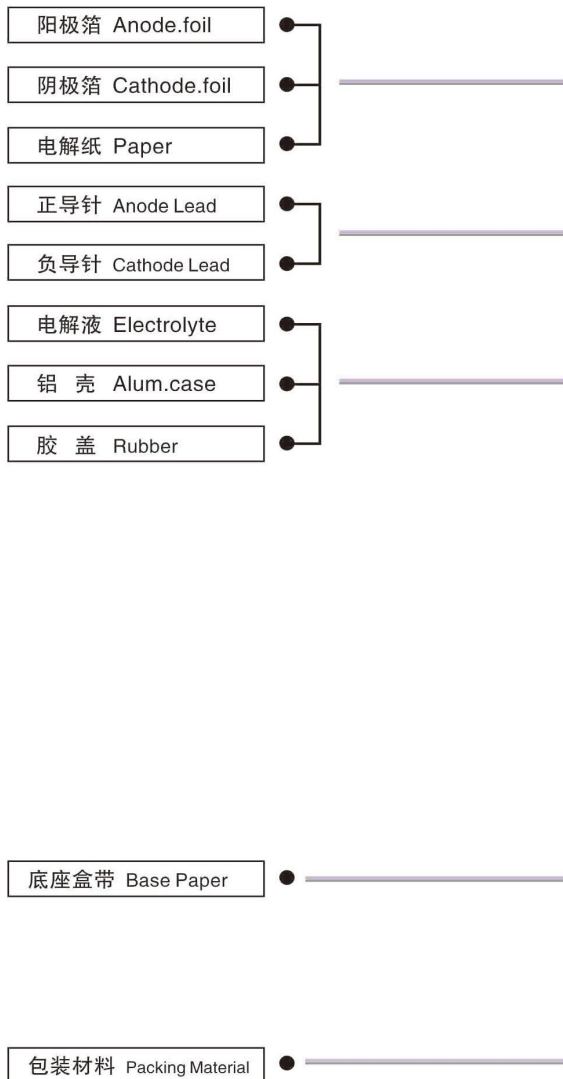 阳极箔 Anode.foil
阴极箔 Cathode.foil
电解纸 Paper
正导针 Anode Lead
负导针 Cathode Lead
电解液 Electrolyte
铝 壳 Alum.case
胶 盖 Rubber
底座盒带 Base Paper
包装材料 Packing Material